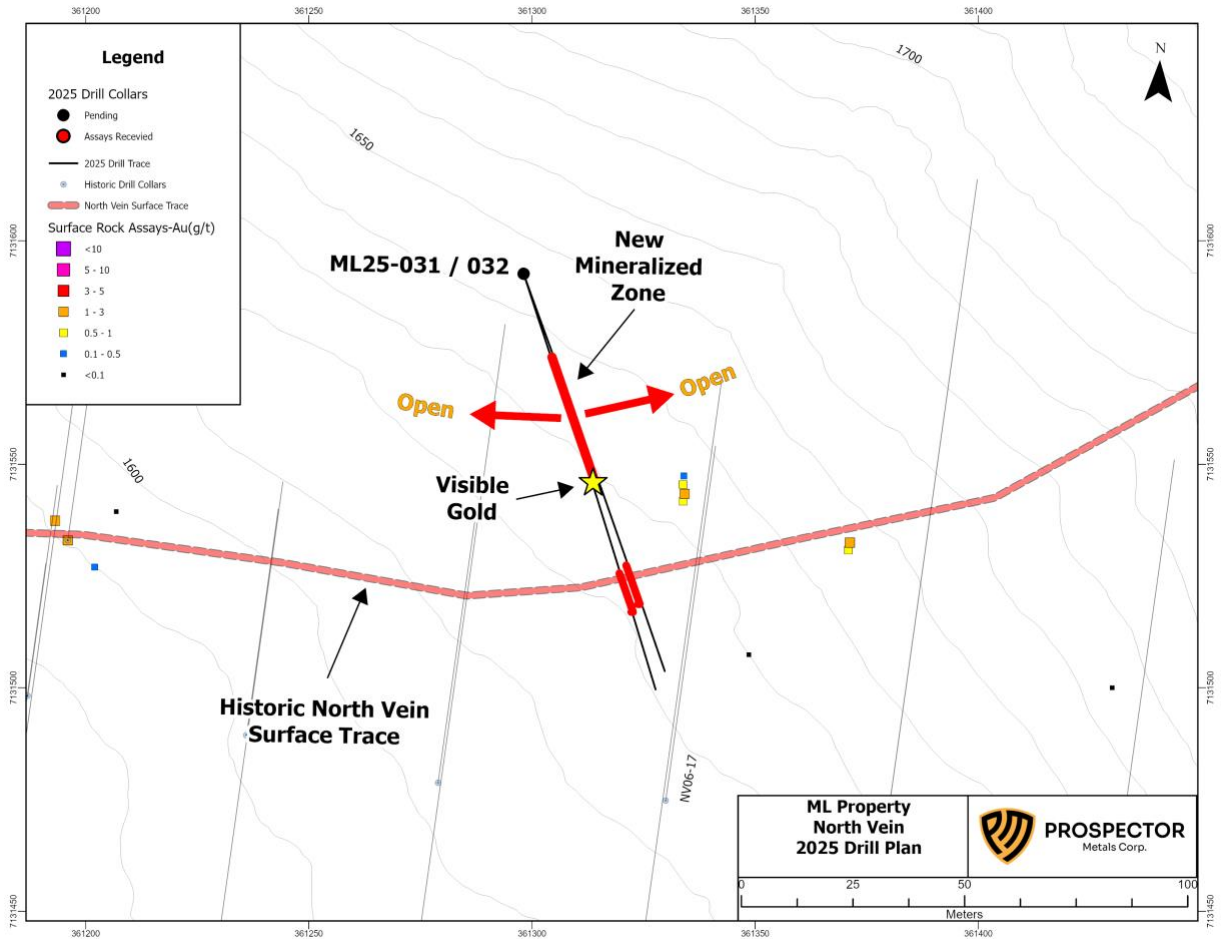 361200
361250
361300
361350
361400
Legend
2025 Drill Collars
Pending
Assays Recevied
2025 Drill Trace
Historic Drill Collars
North Vein Surface Trace
Surface Rock Assays-Au(g/t)
<10
5 - 10
3 - 5
1 - 3
0.5 - 1
0.1 - 0.5
<0.1
1700
N
1650
7131600
7131600
New
Mineralized
Zone
ML25-031 / 032
Open
Open
7131550
7131550
1600
Visible
Gold
Historic North Vein
Surface Trace
7131500
7131500
NV06-17
ML Property
North Vein
2025 Drill Plan
PROSPECTOR
Metals Corp.
0
25
50
100
Meters
7131450
7131450
361200
361250
361300
361350
361400